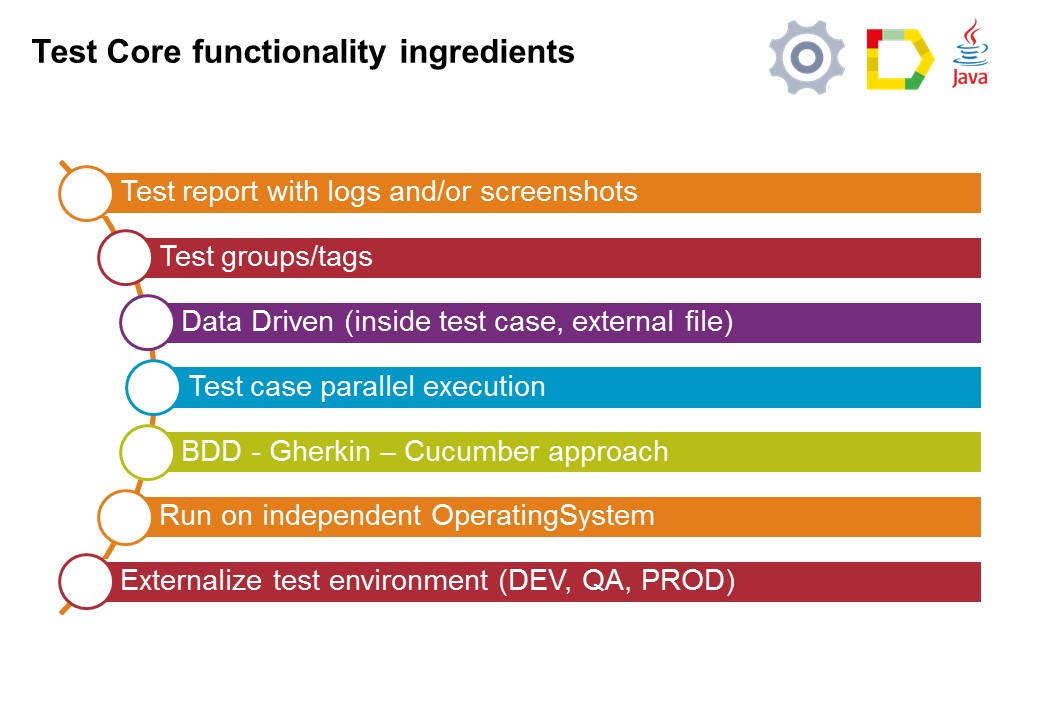 Test Core functionality ingredients
Java
Test report with logs and/or screenshots
Test groups/tags
Data Driven (inside test case, external file)
Test case parallel execution
BDD - Gherkin – Cucumber approach
Run on independent OperatingSystem
Externalize test environment (DEV, QA, PROD)